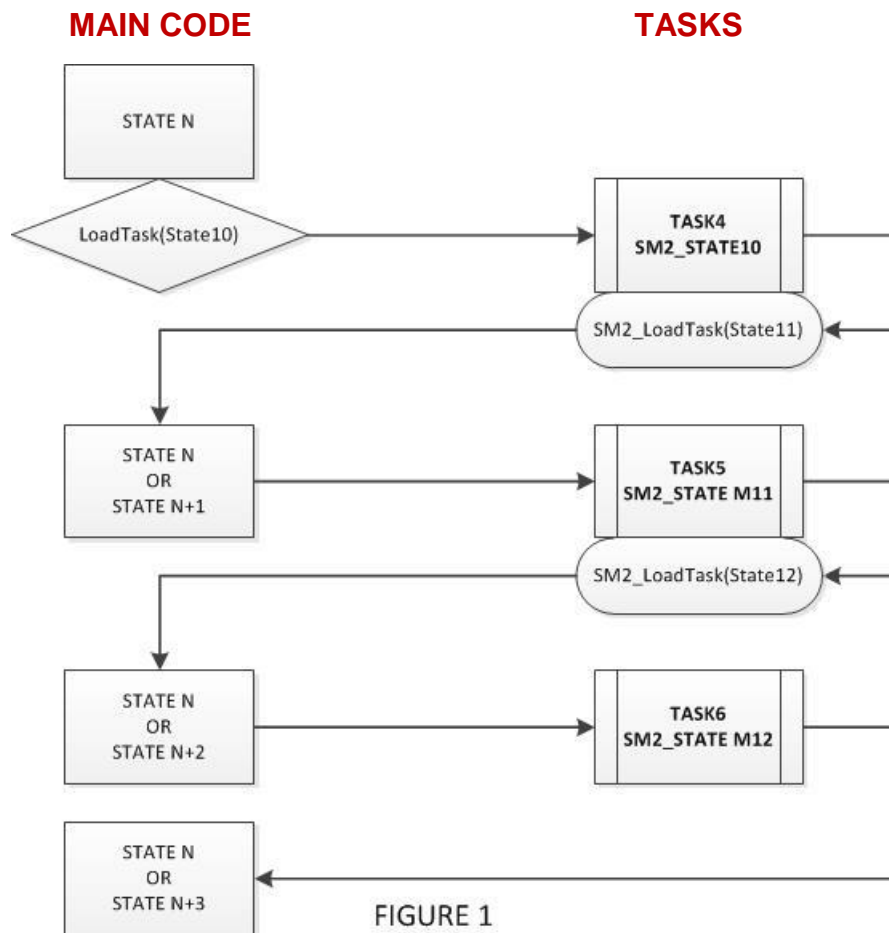 MAIN CODE
TASKS
STATE N
LoadTask(State10)
TASK4
SM2_STATE10
SM2_LoadTask(State11)
STATE N
OR
STATE N+1
TASK5
SM2_STATE M11
SM2_LoadTask(State12)
STATE N
OR
STATE N+2
TASK6
SM2_STATE M12
STATE N
OR
STATE N+3
FIGURE 1